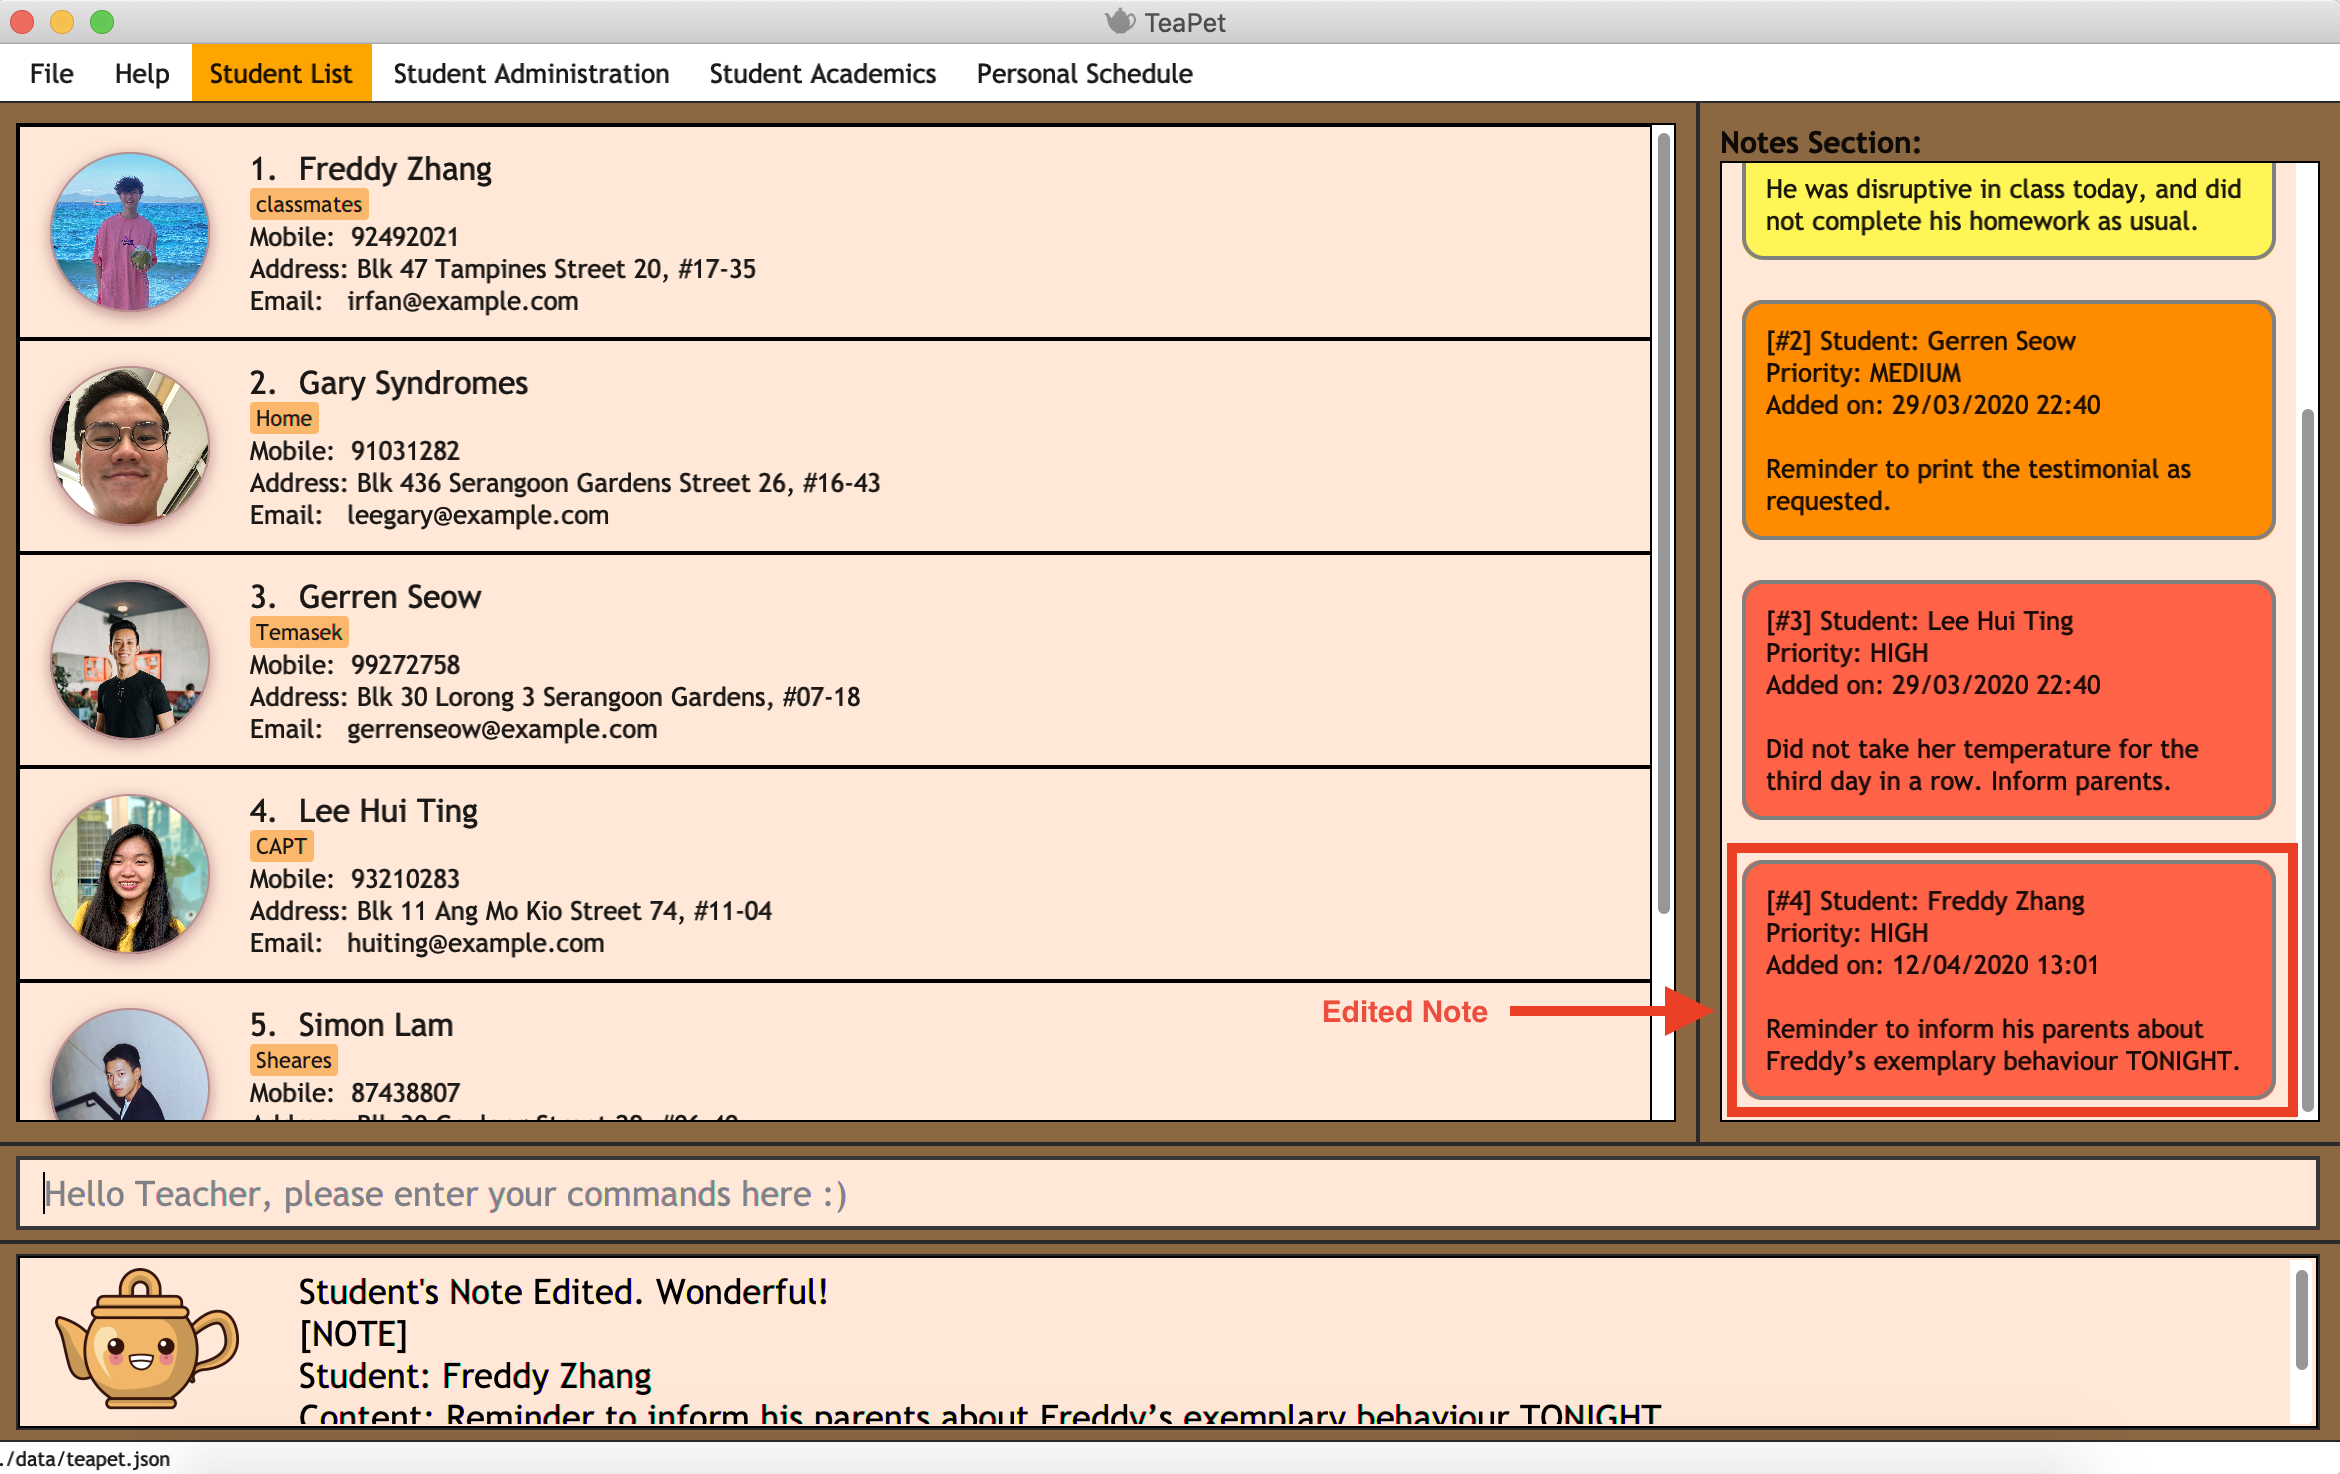 TeaPet
File Help Student List Student Administration Student Academics Personal Schedule
1. Freddy Zhang
classmates
Mobile: 92492021
Address: Blk 47 Tampines Street 20, #17-35
Email: irfan@example.com
2. Gary Syndromes
Home
Mobile: 91031282
Address: Blk 436 Serangoon Gardens Street 26, #16-43
Email: leegary@example.com
3. Gerren Seow
Temasek
Mobile: 99272758
Address: Blk 30 Lorong 3 Serangoon Gardens, #07-18
Email: gerrenseow@example.com
4. Lee Hui Ting
CAPT
Mobile: 93210283
Address: Blk 11 Ang Mo Kio Street 74, #11-04
Email: huiting@example.com
5. Simon Lam
Sheares
Mobile: 87438807
Notes Section:
He was disruptive in class today, and did
not complete his homework as usual.
[#2] Student: Gerren Seow
Priority: MEDIUM
Added on: 29/03/2020 22:40
Reminder to print the testimonial as
requested.
[#3] Student: Lee Hui Ting
Priority: HIGH
Added on: 29/03/2020 22:40
Did not take her temperature for the
third day in a row. Inform parents.
Edited Note
[#4] Student: Freddy Zhang
Priority: HIGH
Added on: 12/04/2020 13:01
Reminder to inform his parents about
Freddy’s exemplary behaviour TONIGHT.
Hello Teacher, please enter your commands here :)
Student's Note Edited. Wonderful!
[NOTE]
Student: Freddy Zhang
Content: Reminder to inform his parents about Freddy’s exemplary behaviour TONIGHT
./data/teapet.json